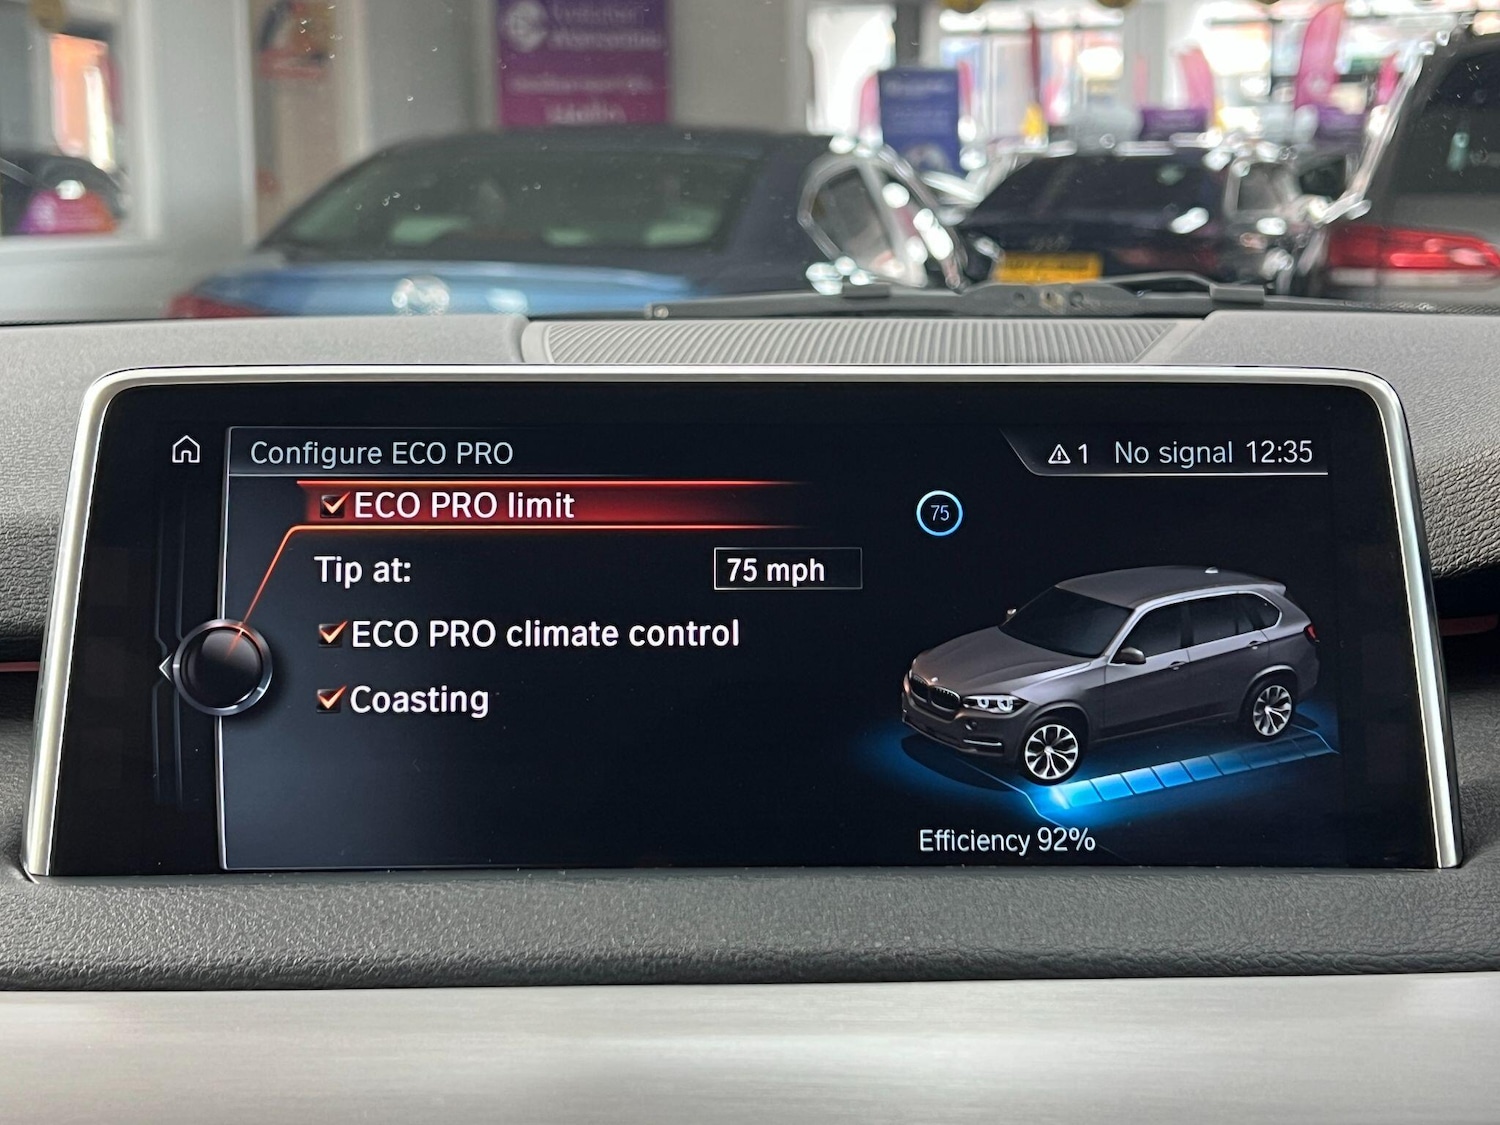 Configure ECO PRO
1 No signal 12:35
ECO PRO limit
75
Tip at: 75 mph
ECO PRO climate control
Coasting
Efficiency 92%